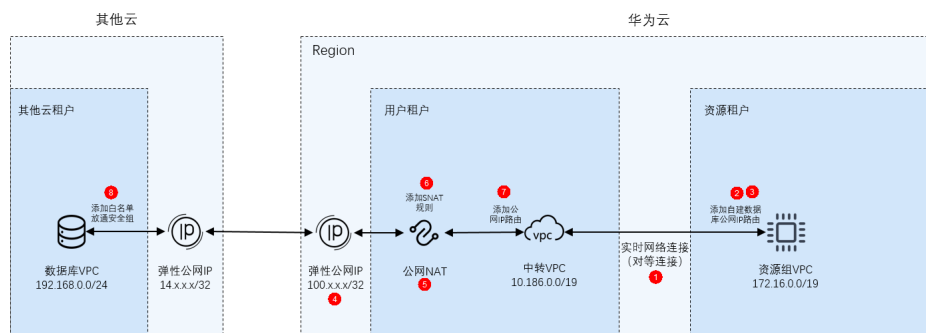 其他云
华为云
Region
其他云租户
用户租户
资源租户
8
添加白名单
放通安全组
6
添加SNAT
规则
7
添加公
网IP路由
2
3
添加自建数据
库公网IP路由
IP
IP
vpc
实时网络连接
（对等连接）
1
数据库VPC
192.168.0.0/24
弹性公网IP
14.x.x.x/32
弹性公网IP
100.x.x.x/32
4
公网NAT
5
中转VPC
10.186.0.0/19
资源组VPC
172.16.0.0/19